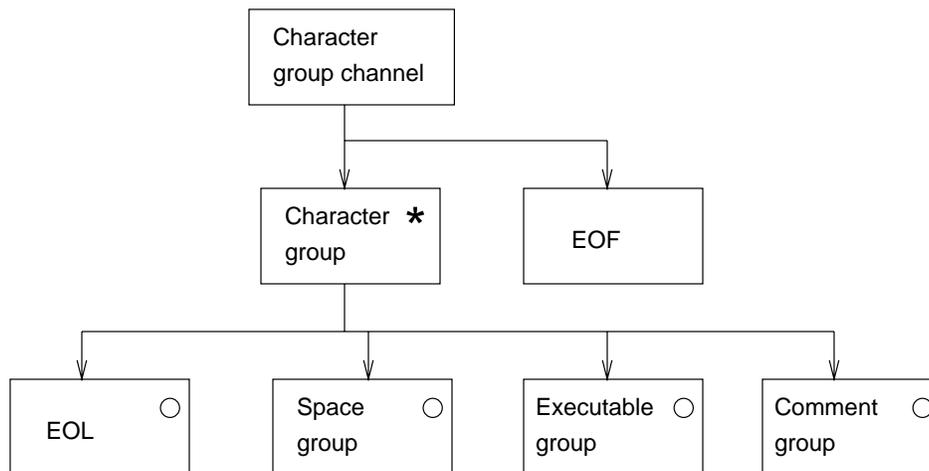 Character
group channel
Character *
group
EOF
EOL
Space
group
Executable
group
Comment
group